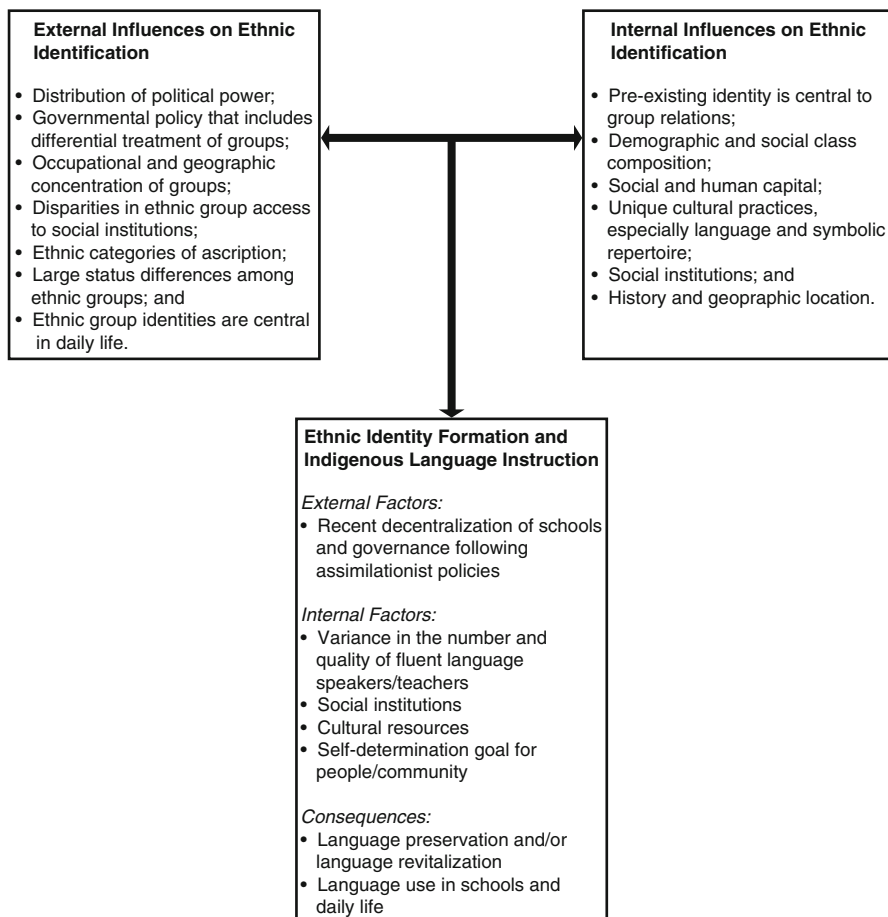 External Influences on Ethnic
Identification
• Distribution of political power;
• Governmental policy that includes
differential treatment of groups;
• Occupational and geographic
concentration of groups;
• Disparities in ethnic group access
to social institutions;
• Ethnic categories of ascription;
• Large status differences among
ethnic groups; and
• Ethnic group identities are central
in daily life.
Internal Influences on Ethnic
Identification
• Pre-existing identity is central to
group relations;
• Demographic and social class
composition;
• Social and human capital;
• Unique cultural practices,
especially language and symbolic
repertoire;
• Social institutions; and
• History and geopraphic location.
Ethnic Identity Formation and
Indigenous Language Instruction
External Factors:
• Recent decentralization of schools
and governance following
assimilationist policies
Internal Factors:
• Variance in the number and
quality of fluent language
speakers/teachers
• Social institutions
• Cultural resources
• Self-determination goal for
people/community
Consequences:
• Language preservation and/or
language revitalization
• Language use in schools and
daily life